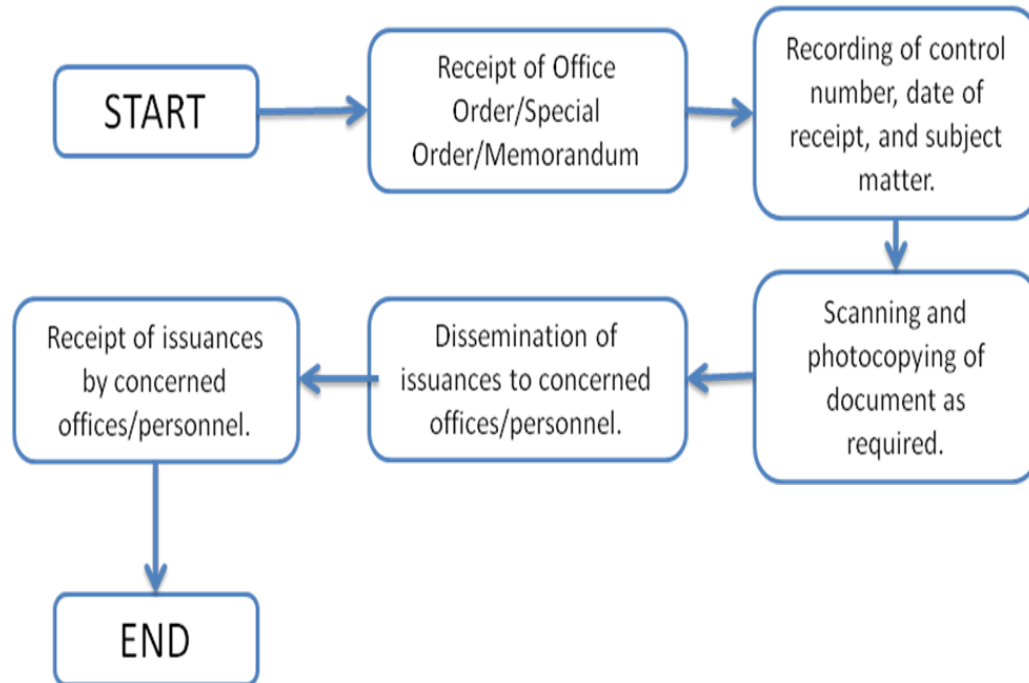 START
Receipt of Office
Order/Special
Order/Memorandum
Recording of control
number, date of
receipt, and subject
matter.
Scanning and
photocopying of
document as
required.
Dissemination of
issuances to concerned
offices/personnel.
Receipt of issuances
by concerned
offices/personnel.
END